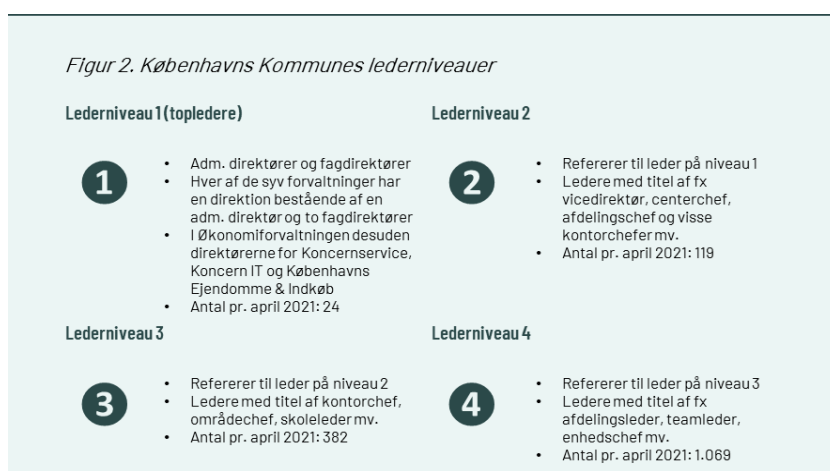 Figur 2. Københavns Kommunes lederniveauer
Lederniveau 1 (topledere)
1
• Adm. direktører og fagdirektører
• Hver af de syv forvaltninger har
en direktion bestående af en
adm. direktør og to fagdirektører
• I Økonomiforvaltningen desuden
direktørerne for Koncernservice,
Koncern IT og Københavns
Ejendomme & Indkøb
• Antal pr. april 2021: 24
Lederniveau 2
2
• Refererer til leder på niveau 1
• Ledere med titel af fx
vicedirektør, centerchef,
afdelingschef og visse
kontorchefer mv.
• Antal pr. april 2021: 119
Lederniveau 3
3
• Refererer til leder på niveau 2
• Ledere med titel af kontorchef,
områdechef, skoleleder mv.
• Antal pr. april 2021: 382
Lederniveau 4
4
• Refererer til leder på niveau 3
• Ledere med titel af fx
afdelingsleder, teamleder,
enhedschef mv.
• Antal pr. april 2021: 1.069